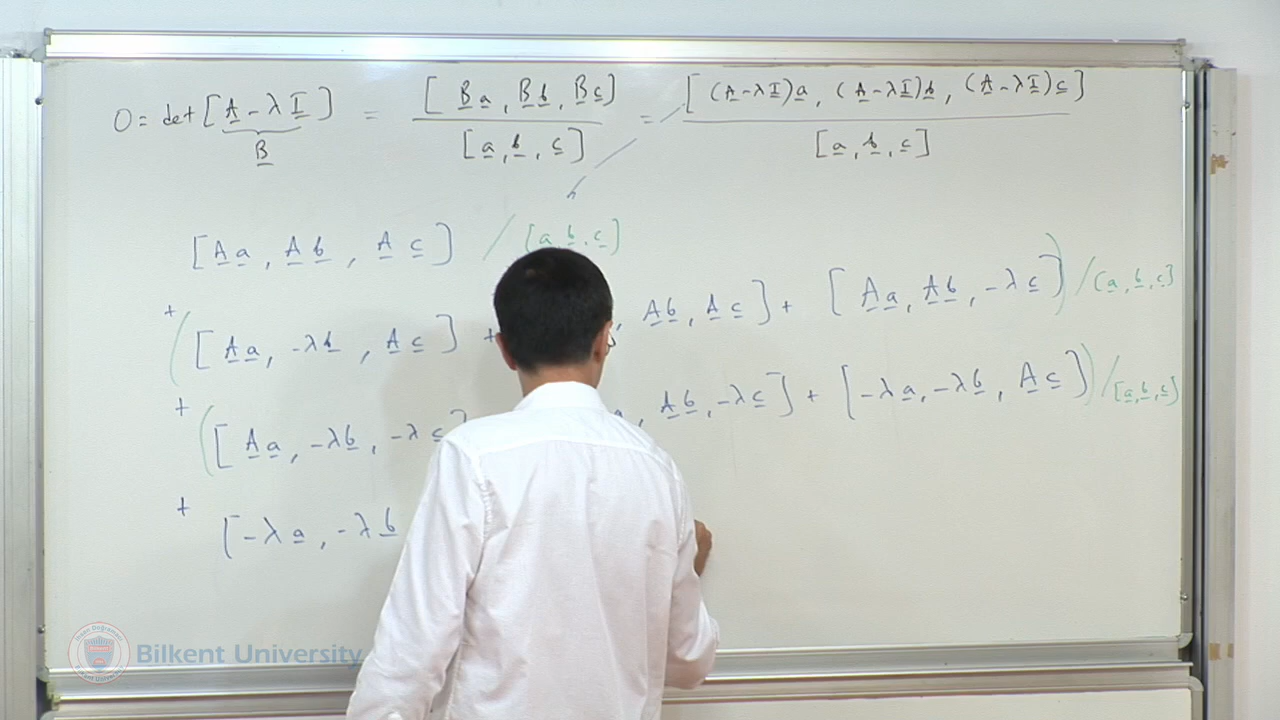 0 = det [A - λI] = [Ba, Bb, Bc] / [a, b, c] = [(A-λI)a, (A-λI)b, (A-λI)c] / [a, b, c]
B
[Aa, Ab, Ac] / [a, b, c]
+ ([Aa, -λb, Ac] + , Ab, Ac] + [Aa, Ab, -λc]) / [a, b, c]
+ ([Aa, -λb, -λc] a, Ab, -λc] + [-λa, -λb, Ac]) / [a, b, c]
+ [-λa, -λb
Bilkent University